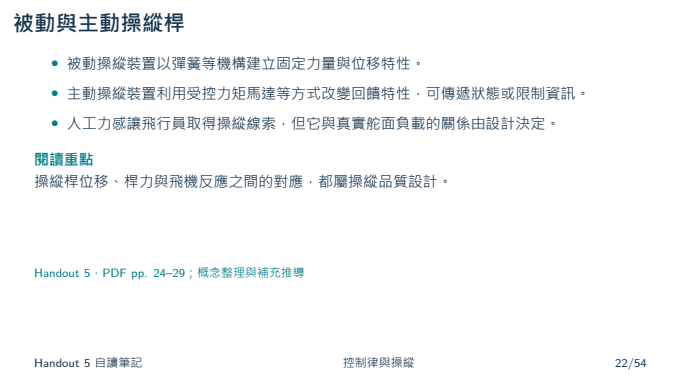 被動與主動操縱桿
• 被動操縱裝置以彈簧等機構建立固定力量與位移特性。
• 主動操縱裝置利用受控力矩馬達等方式改變回饋特性，可傳遞狀態或限制資訊。
• 人工力感讓飛行員取得操縱線索，但它與真實舵面負載的關係由設計決定。
閱讀重點
操縱桿位移、桿力與飛機反應之間的對應，都屬操縱品質設計。
Handout 5 · PDF pp. 24–29；概念整理與補充推導
Handout 5 自讀筆記
控制律與操縱
22/54